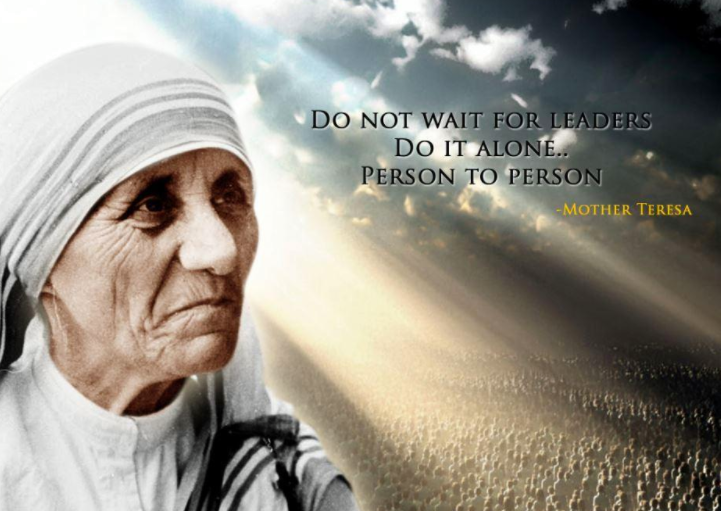 Do not wait for leaders
Do it alone..
Person to person
-Mother Teresa